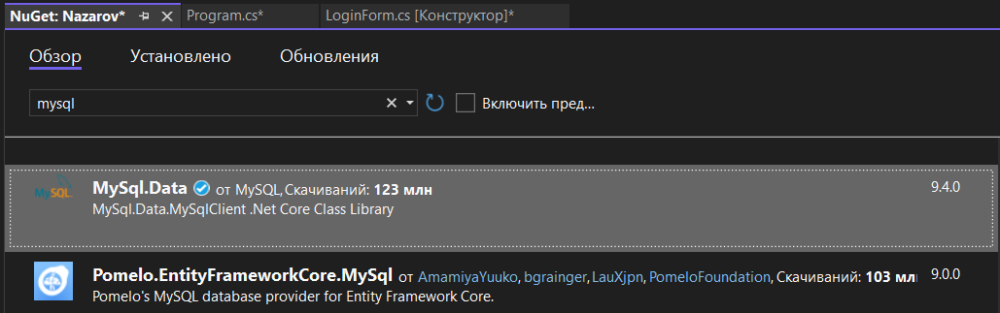 NuGet: Nazarov* Program.cs* LoginForm.cs [Конструктор]*
Обзор Установлено Обновления
mysql Включить пред...
MySql.Data от MySQL, Скачиваний: 123 млн 9.4.0
MySql.Data.MySqlClient .Net Core Class Library
Pomelo.EntityFrameworkCore.MySql от AmamiyaYuuko, bgrainger, LauXjpn, PomeloFoundation, Скачиваний: 103 млн 9.0.0
Pomelo's MySQL database provider for Entity Framework Core.